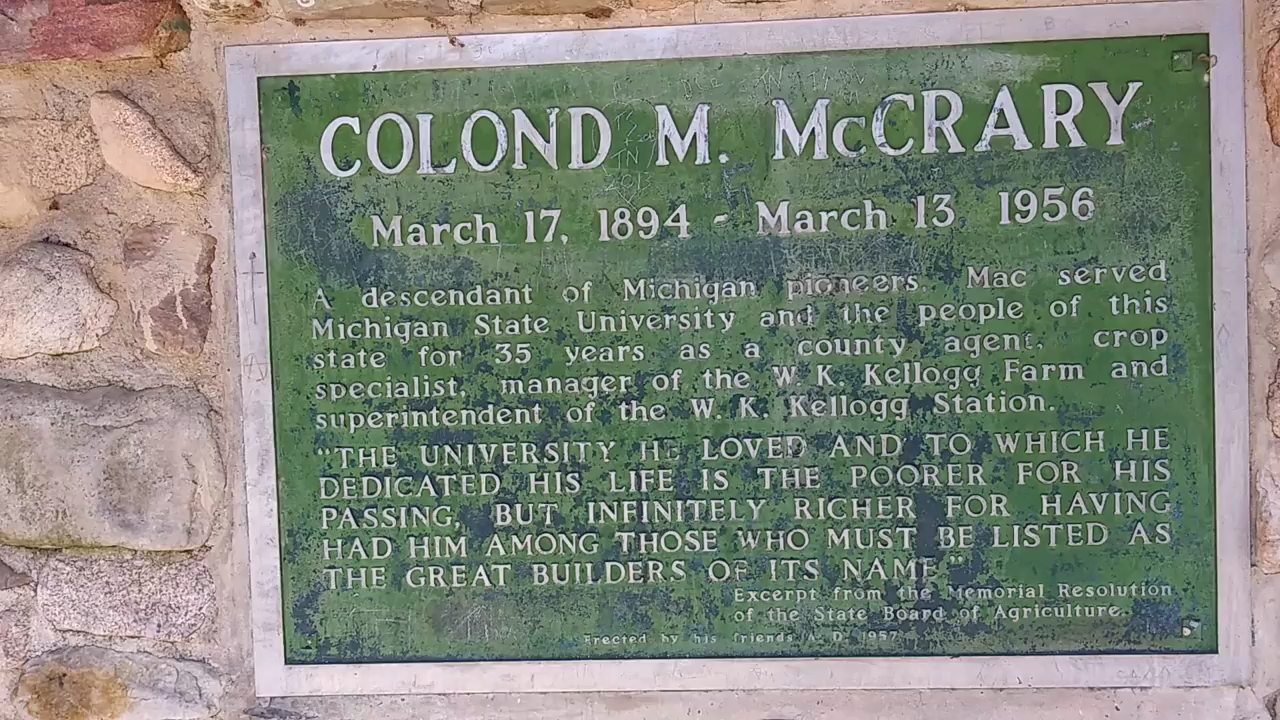 COLOND M. McCRARY
March 17, 1894 - March 13, 1956
A descendant of Michigan pioneers, Mac served
Michigan State University and the people of this
state for 35 years as a county agent, crop
specialist, manager of the W. K. Kellogg Farm and
superintendent of the W. K. Kellogg Station.
"THE UNIVERSITY HE LOVED AND TO WHICH HE
DEDICATED HIS LIFE IS THE POORER FOR HIS
PASSING, BUT INFINITELY RICHER FOR HAVING
HAD HIM AMONG THOSE WHO MUST BE LISTED AS
THE GREAT BUILDERS OF ITS NAME"
Excerpt from the Memorial Resolution
of the State Board of Agriculture.
Erected by his friends A. D. 1957